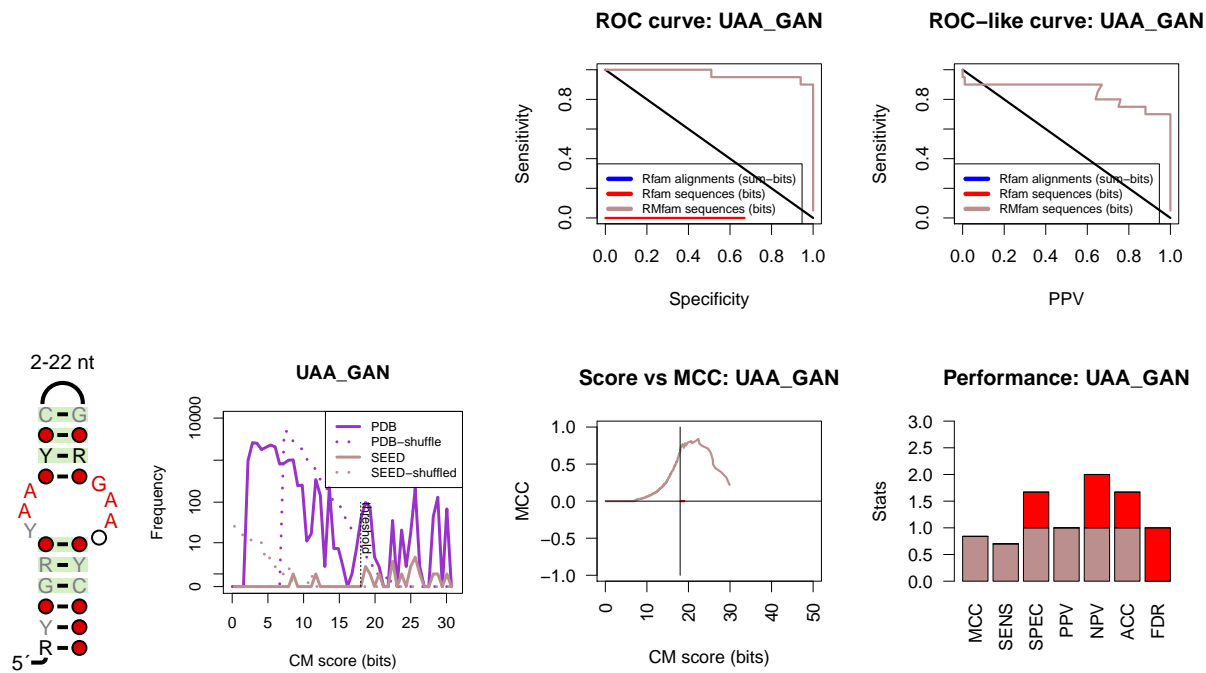 ROC curve: UAA_GAN
Sensitivity
0.0 0.4 0.8
Rfam alignments (sum−bits)
Rfam sequences (bits)
RMfam sequences (bits)
0.0 0.2 0.4 0.6 0.8 1.0
Specificity
ROC−like curve: UAA_GAN
Sensitivity
0.0 0.4 0.8
Rfam alignments (sum−bits)
Rfam sequences (bits)
RMfam sequences (bits)
0.0 0.2 0.4 0.6 0.8 1.0
PPV
2-22 nt
C G
Y R
A G
A A
Y A
R Y
G C
Y
R
5´
UAA_GAN
Frequency
0 10 100 10000
PDB
PDB−shuffle
SEED
SEED−shuffled
threshold
0 5 10 15 20 25 30
CM score (bits)
Score vs MCC: UAA_GAN
MCC
1.0
0.5
0.0
−0.5
−1.0
0 10 20 30 40 50
CM score (bits)
Performance: UAA_GAN
Stats
3.0
2.5
2.0
1.5
1.0
0.5
0.0
MCC SENS SPEC PPV NPV ACC FDR